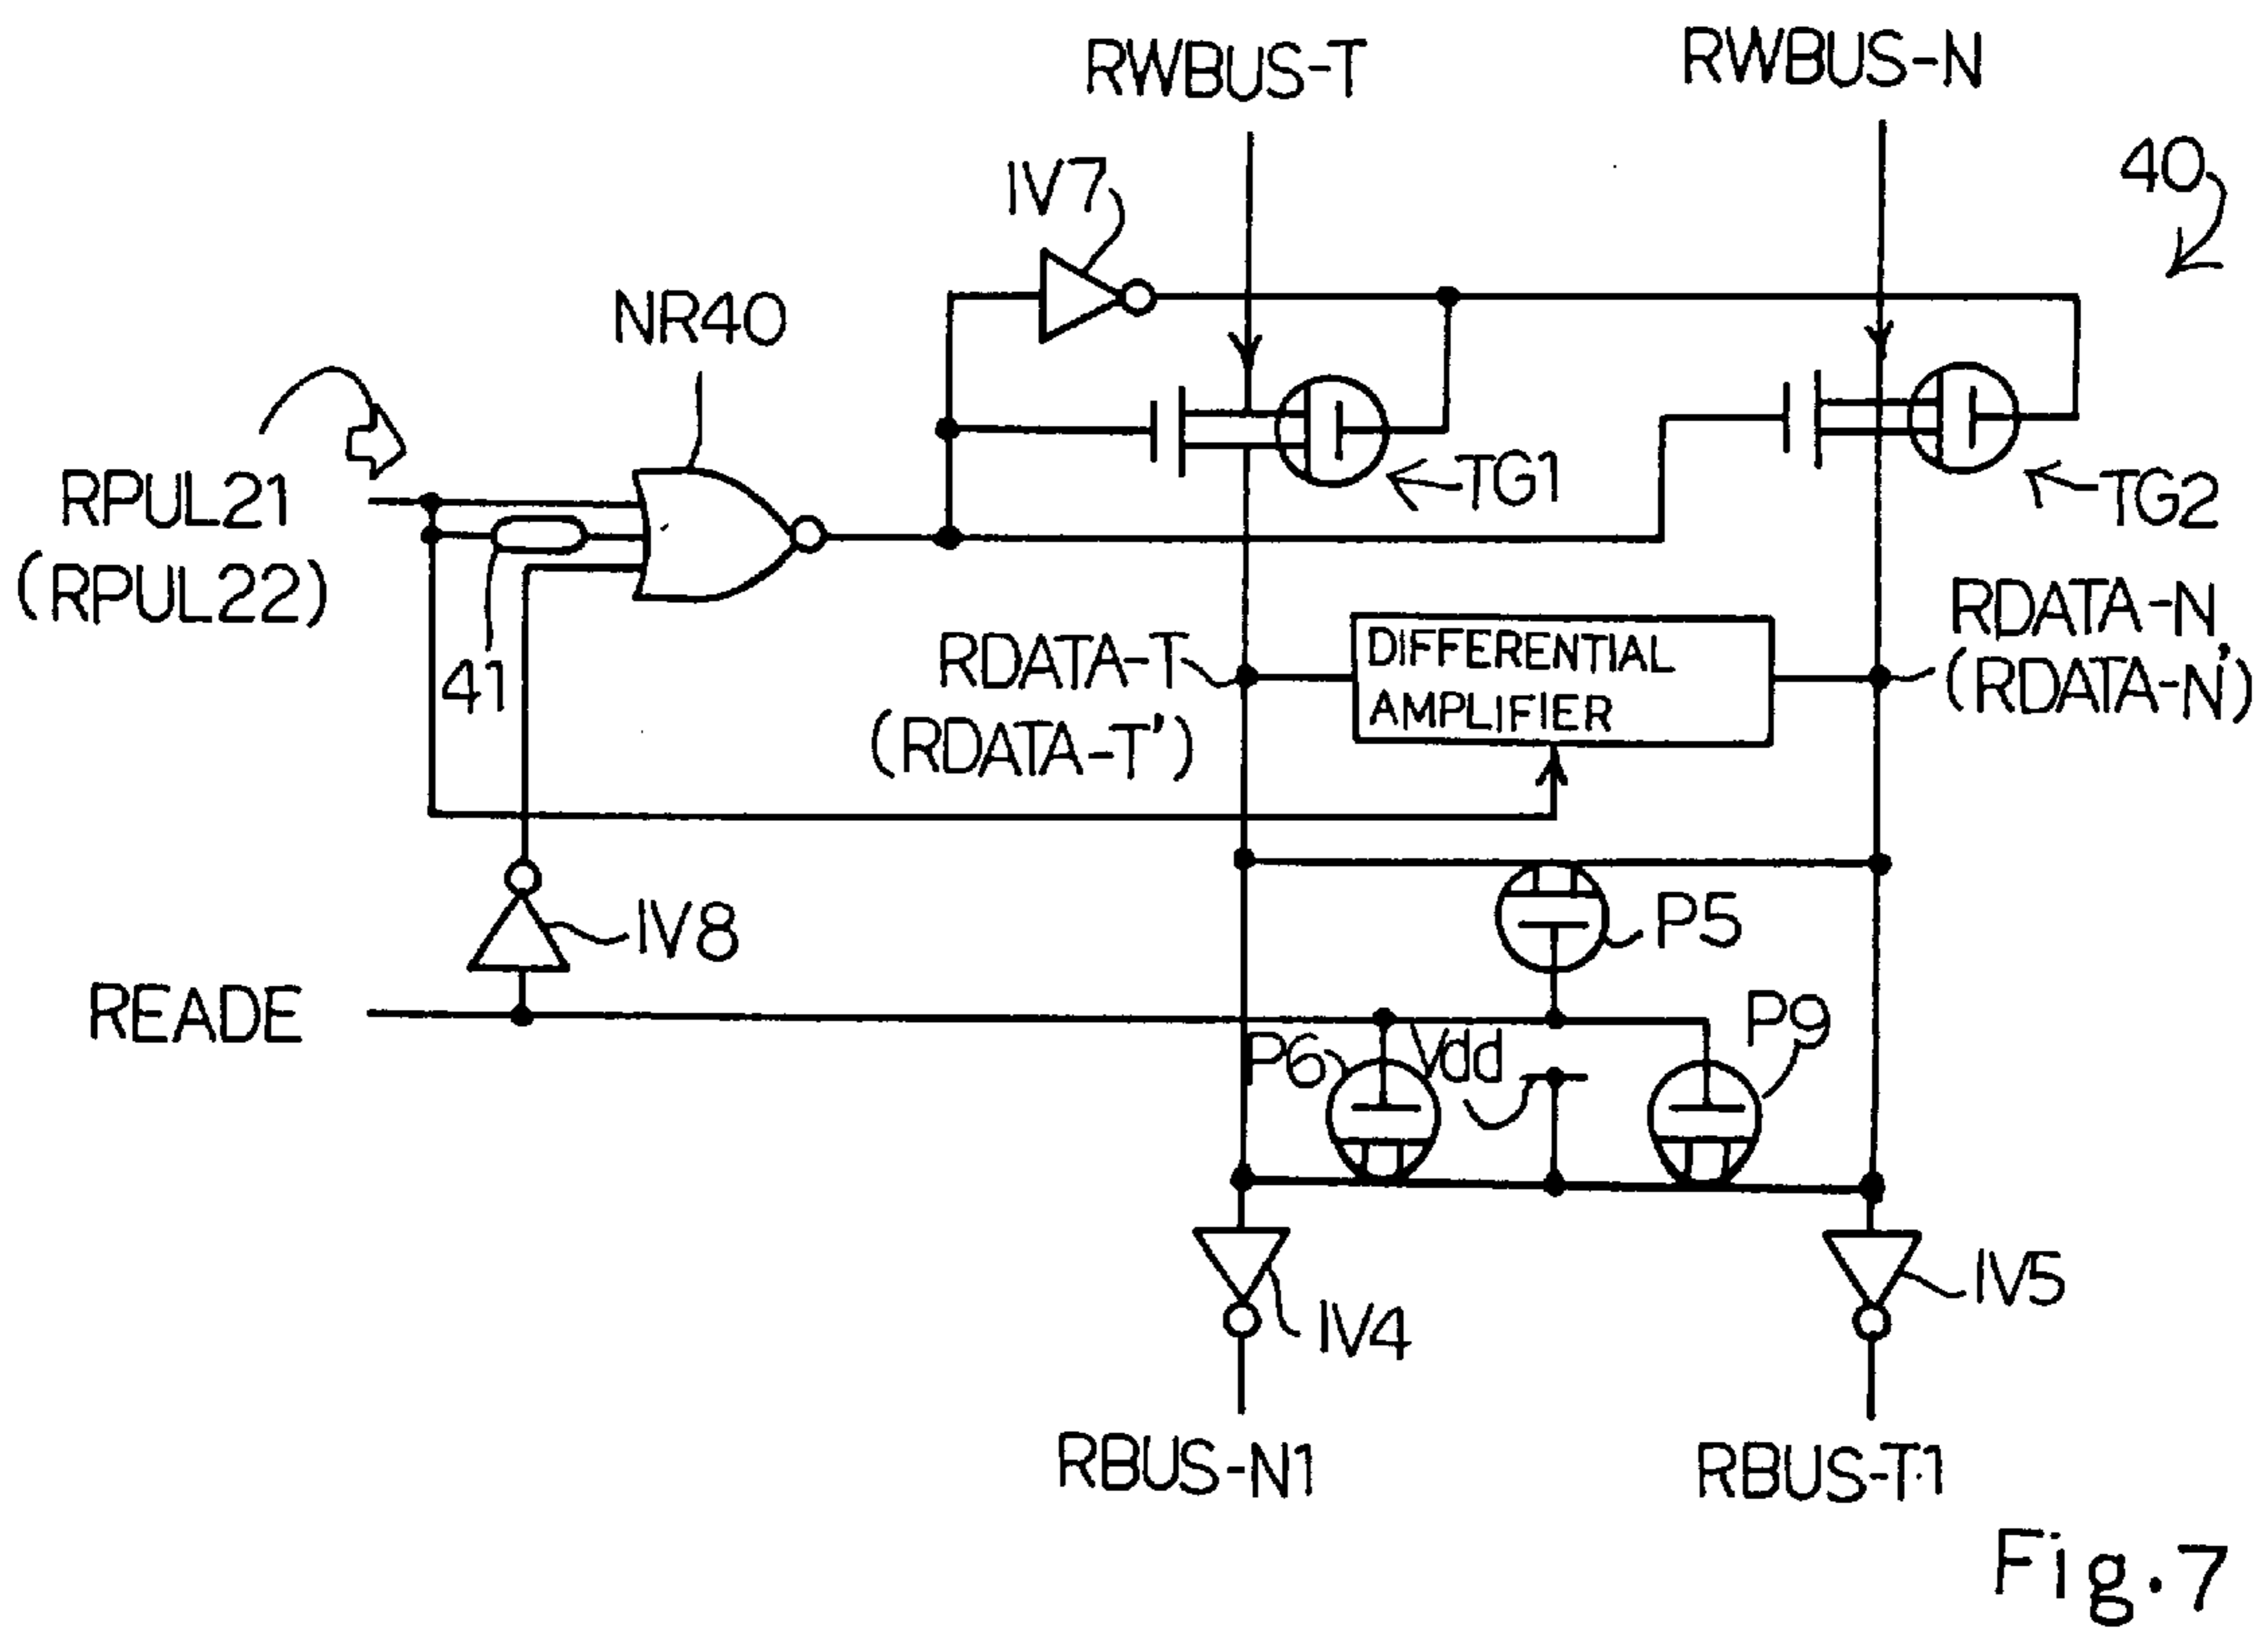 RWBUS-T
RWBUS-N
40
IV7
NR40
TG1
TG2
RPUL21
(RPUL22)
41
RDATA-T
(RDATA-T')
DIFFERENTIAL
AMPLIFIER
RDATA-N
(RDATA-N')
IV8
P5
READE
P6
Vdd
P9
IV4
IV5
RBUS-N1
RBUS-T1
Fig.7